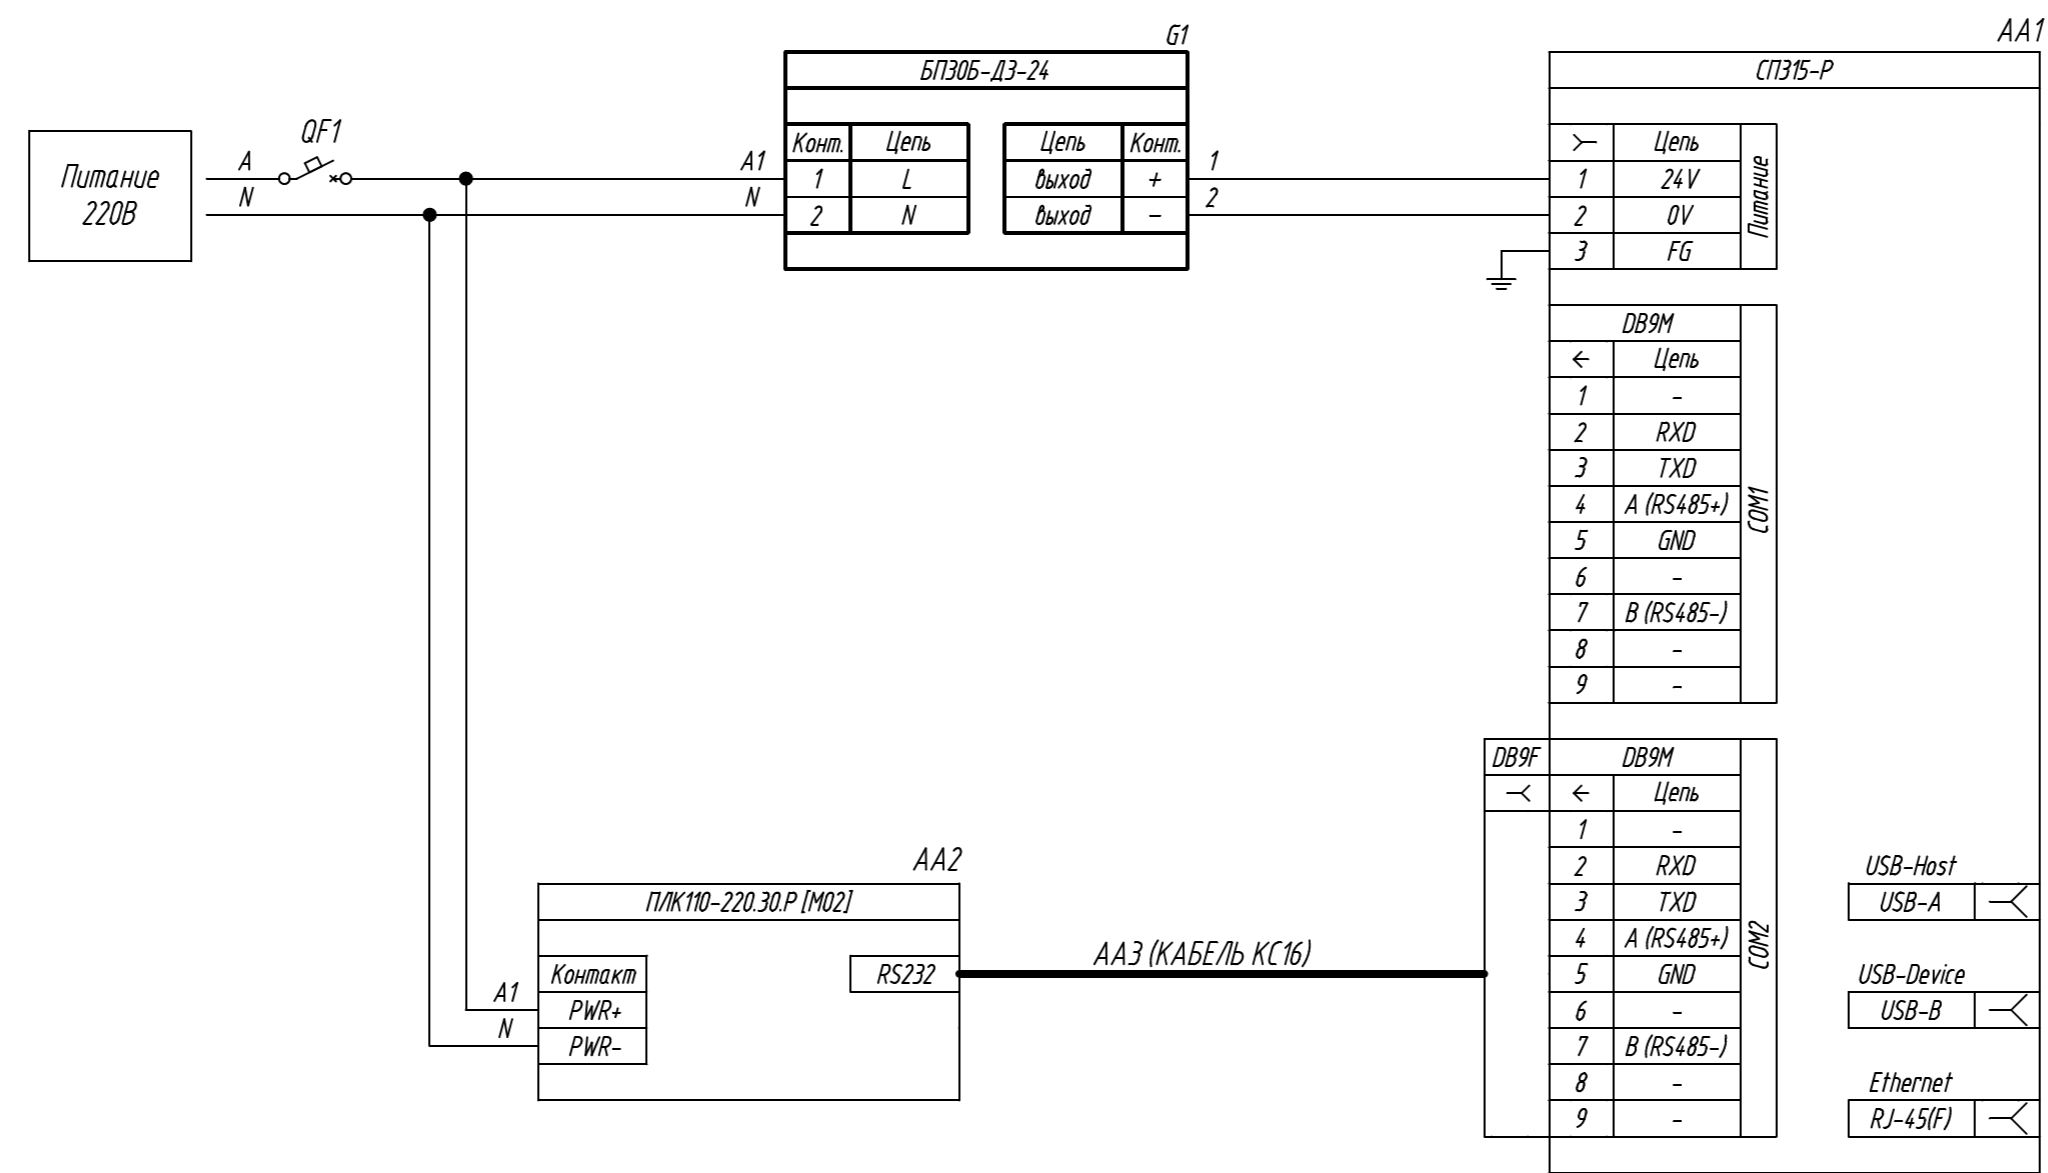 G1
AA1
БП30Б-Д3-24
СП315-Р
Питание
220В
QF1
A
N
A1
N
Конт. Цепь
1 L
2 N
Цепь Конт.
выход +
выход -
1
2
Цепь
1 24V
2 0V
3 FG
Питание
DB9M
Цепь
1 -
2 RXD
3 TXD
4 A (RS485+)
5 GND
6 -
7 B (RS485-)
8 -
9 -
COM1
DB9F
DB9M
Цепь
1 -
2 RXD
3 TXD
4 A (RS485+)
5 GND
6 -
7 B (RS485-)
8 -
9 -
COM2
USB-Host
USB-A
USB-Device
USB-B
Ethernet
RJ-45(F)
AA2
ПЛК110-220.30.Р [М02]
Контакт
PWR+
PWR-
A1
N
RS232
AA3 (КАБЕЛЬ КС16)